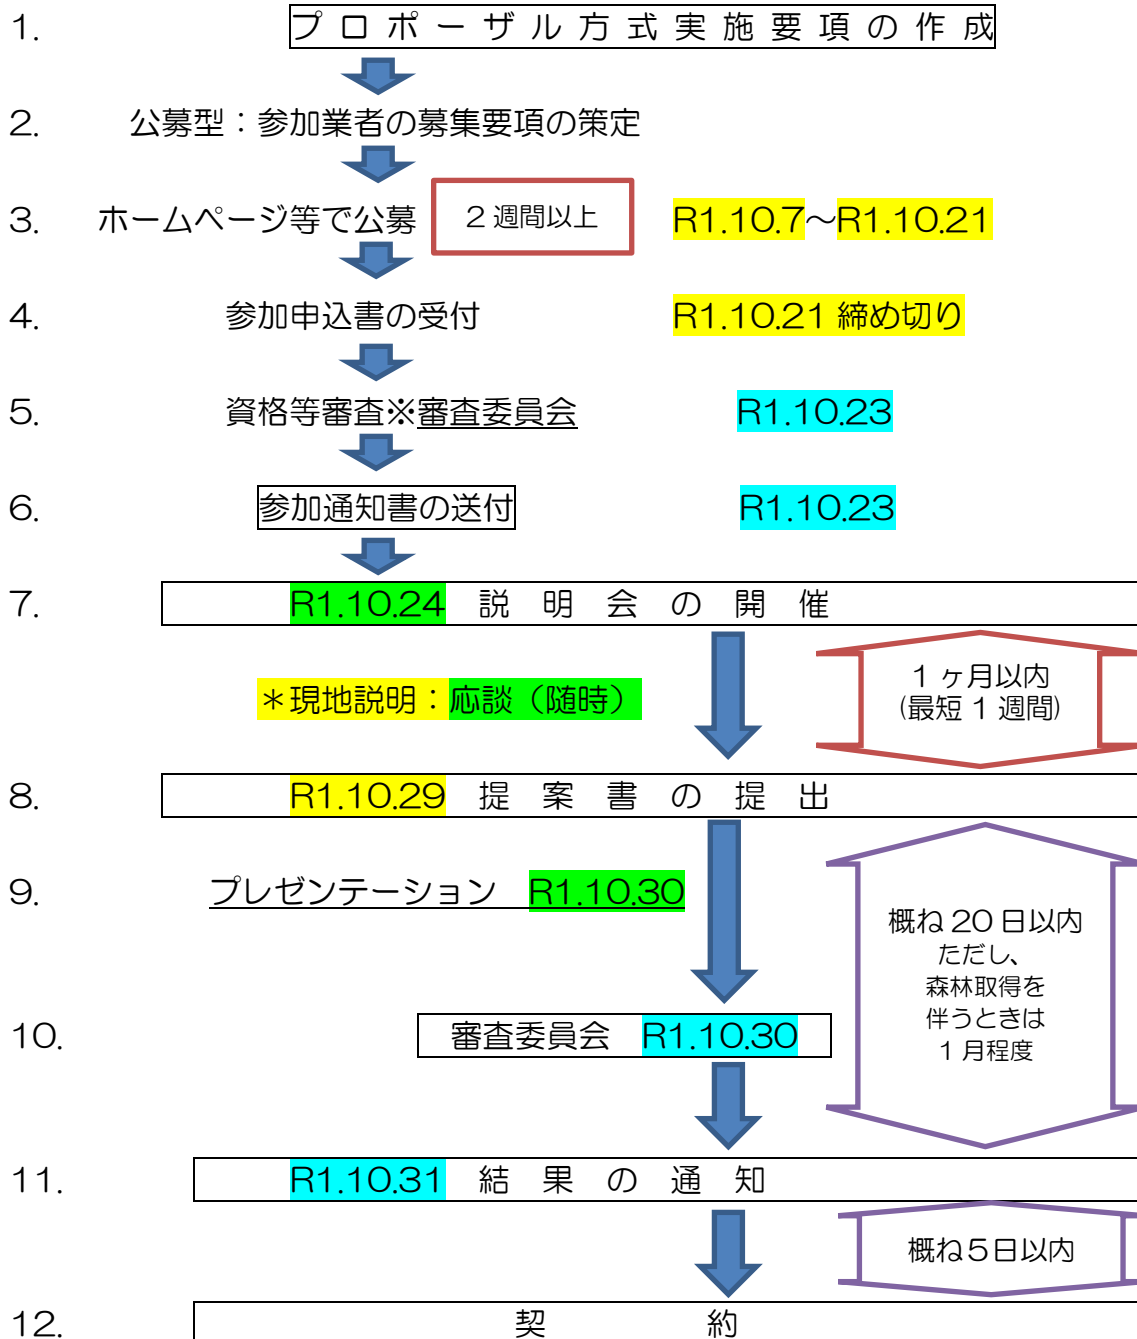 1. プロポーザル方式実施要項の作成
2. 公募型：参加業者の募集要項の策定
3. ホームページ等で公募 2週間以上 R1.10.7～R1.10.21
4. 参加申込書の受付 R1.10.21 締め切り
5. 資格等審査※審査委員会 R1.10.23
6. 参加通知書の送付 R1.10.23
7. R1.10.24 説明会の開催
1ヶ月以内
(最短1週間)
＊現地説明：応談（随時）
8. R1.10.29 提案書の提出
9. プレゼンテーション R1.10.30
概ね20日以内
ただし、
森林取得を
伴うときは
1月程度
10. 審査委員会 R1.10.30
11. R1.10.31 結果の通知
概ね5日以内
12. 契約